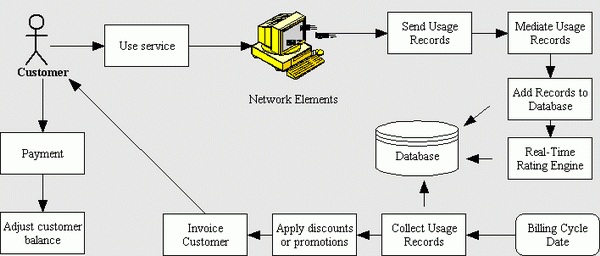 Customer
Use service
Network Elements
Send Usage
Records
Mediate Usage
Records
Add Records to
Database
Real-Time
Rating Engine
Database
Payment
Adjust customer
balance
Invoice
Customer
Apply discounts
or promotions
Collect Usage
Records
Billing Cycle
Date